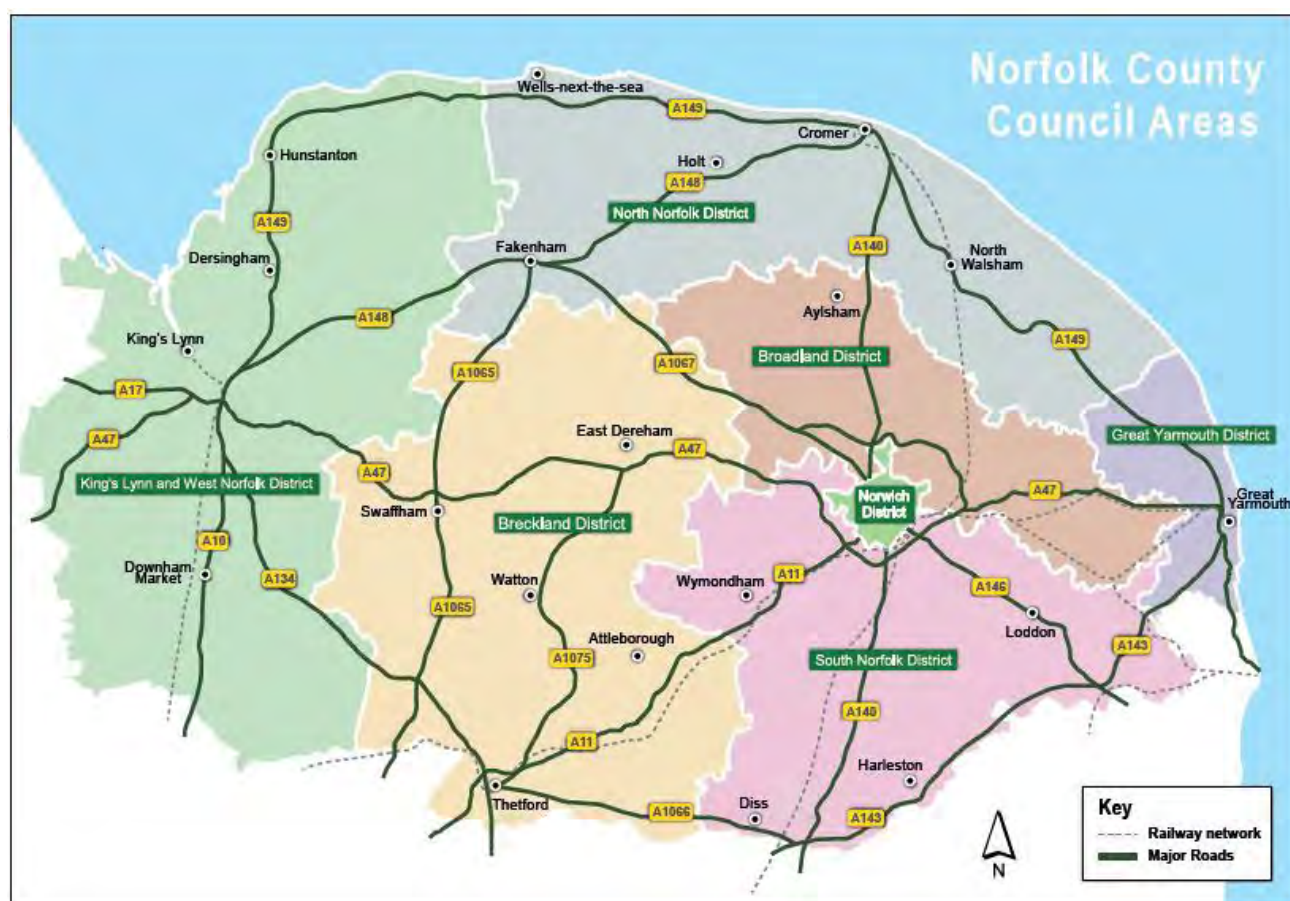 Norfolk County
Council Areas
Wells-next-the-sea
A149
Cromer
Hunstanton
Holt
A148
North Norfolk District
A149
Dersingham
Fakenham
A140
North
Walsham
Aylsham
A148
King's Lynn
A149
Broadland District
A1065
A1067
A17
A47
East Dereham
A47
Great Yarmouth District
A47
King's Lynn and West Norfolk District
Norwich
District
A47
Great
Yarmouth
Swaffham
Breckland District
A10
Downham
Market
A134
Watton
Wymondham
A11
A146
A1065
Loddon
Attleborough
A1075
South Norfolk District
A143
A140
A11
Harleston
Thetford
A1066
Diss
A143
N
Key
Railway network
Major Roads